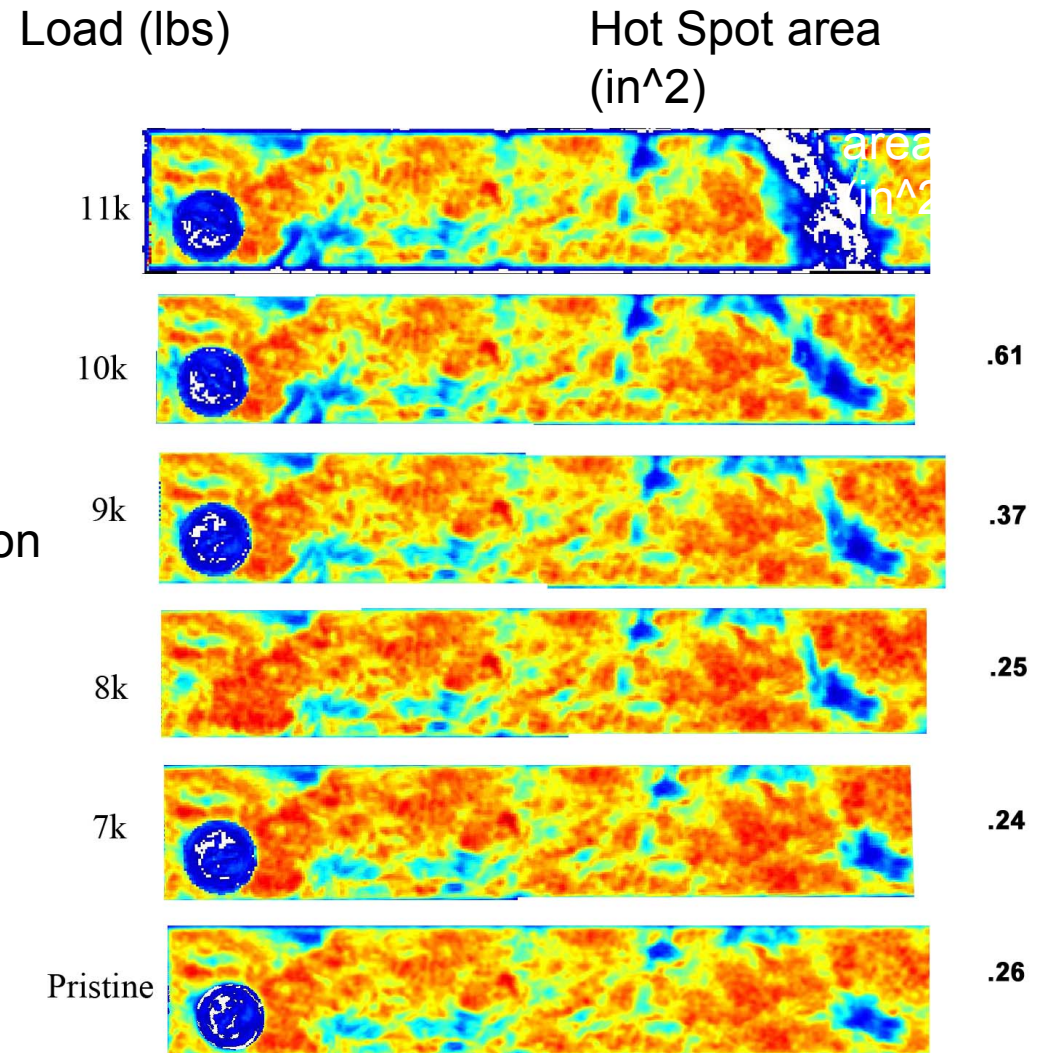 Load (lbs)
Hot Spot area
(in^2)
area
(in^2
11k
10k
.61
9k
.37
on
8k
.25
7k
.24
Pristine
.26